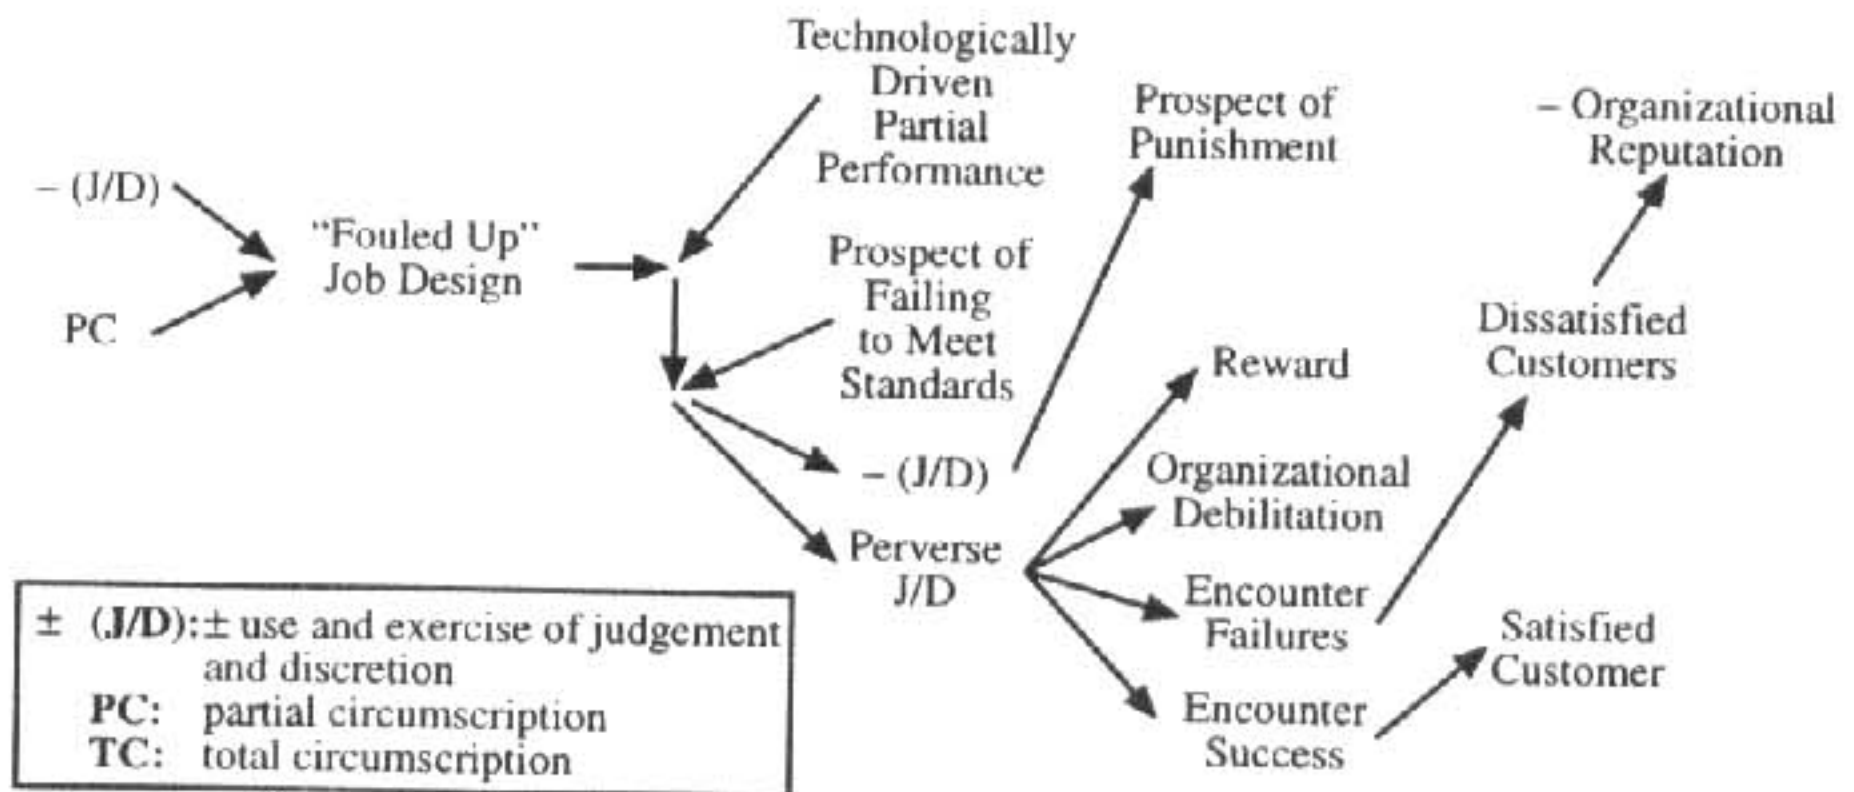 Technologically
Driven
Partial
Performance
Prospect of
Punishment
– Organizational
Reputation
– (J/D)
"Fouled Up"
Job Design
PC
Prospect of
Failing
to Meet
Standards
Dissatisfied
Customers
Reward
– (J/D)
Organizational
Debilitation
Perverse
J/D
Encounter
Failures
Satisfied
Customer
Encounter
Success
± (J/D): ± use and exercise of judgement
and discretion
PC: partial circumscription
TC: total circumscription